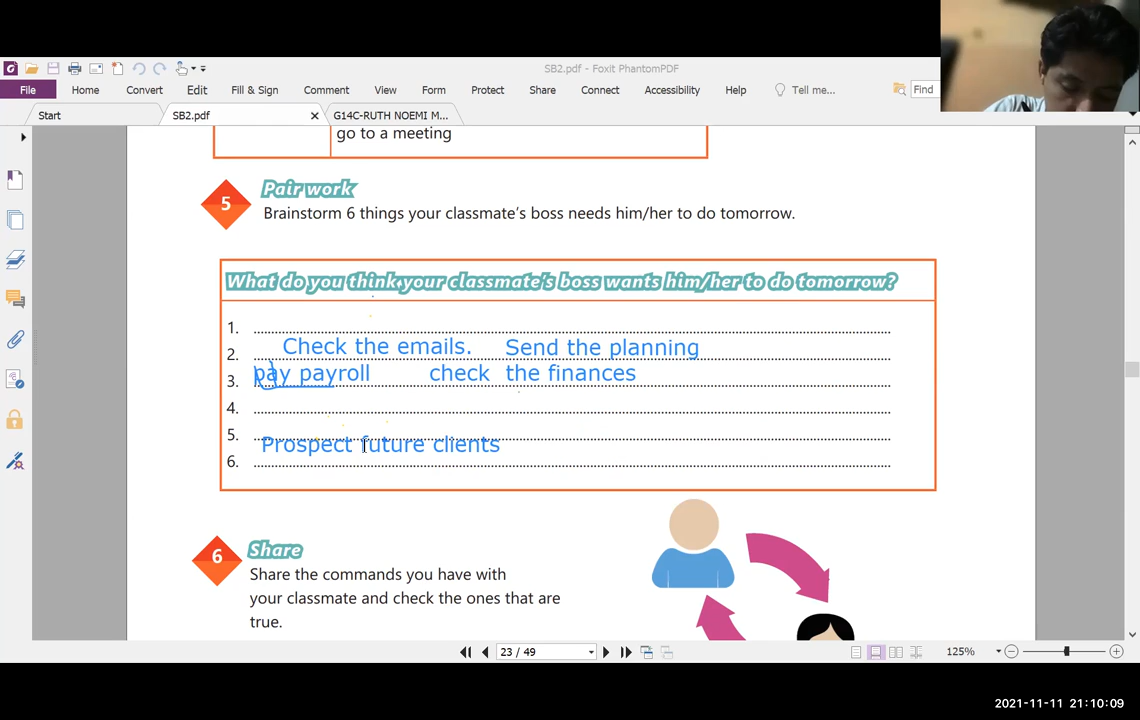 SB2.pdf - Foxit PhantomPDF
File Home Convert Edit Fill & Sign Comment View Form Protect Share Connect Accessibility Help Tell me... Find
Start SB2.pdf G14C-RUTH NOEMI M...
go to a meeting
5 Pair work
Brainstorm 6 things your classmate's boss needs him/her to do tomorrow.
What do you think your classmate's boss wants him/her to do tomorrow?
1.
2. Check the emails. Send the planning
3. pay payroll check the finances
4.
5.
Prospect future clients
6.
6 Share
Share the commands you have with
your classmate and check the ones that are
true.
23 / 49 125%
2021-11-11 21:10:09